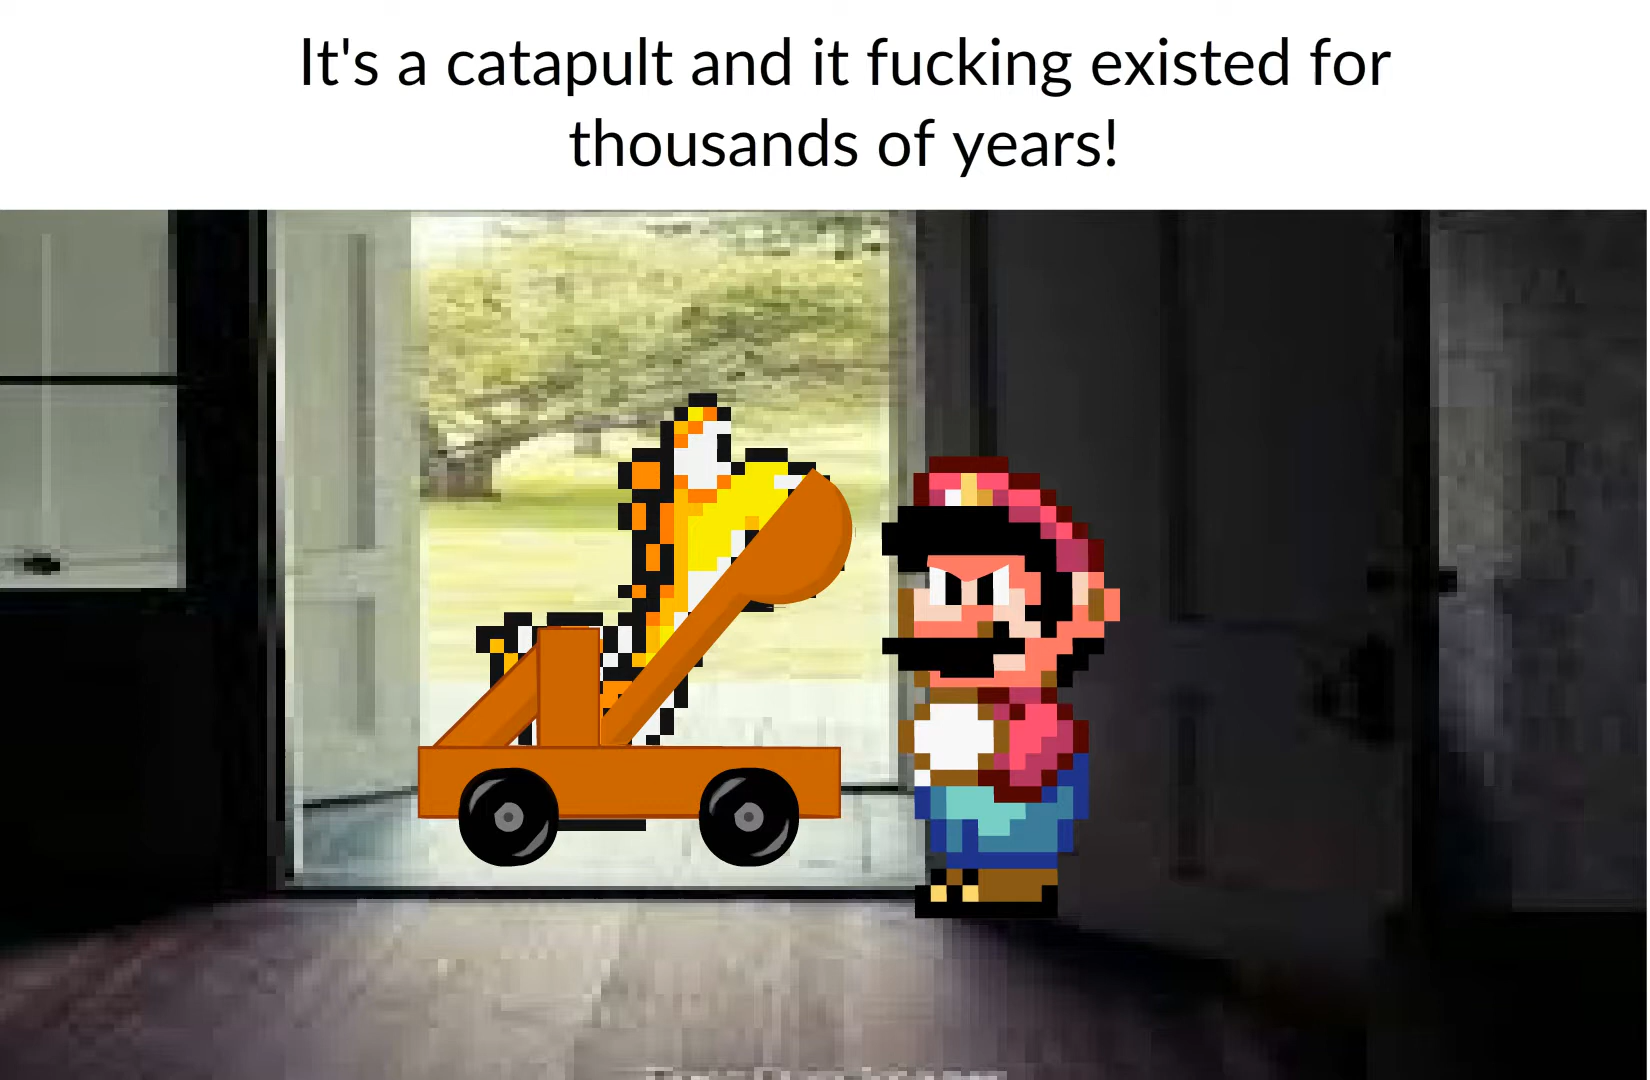 It's a catapult and it fucking existed for
thousands of years!